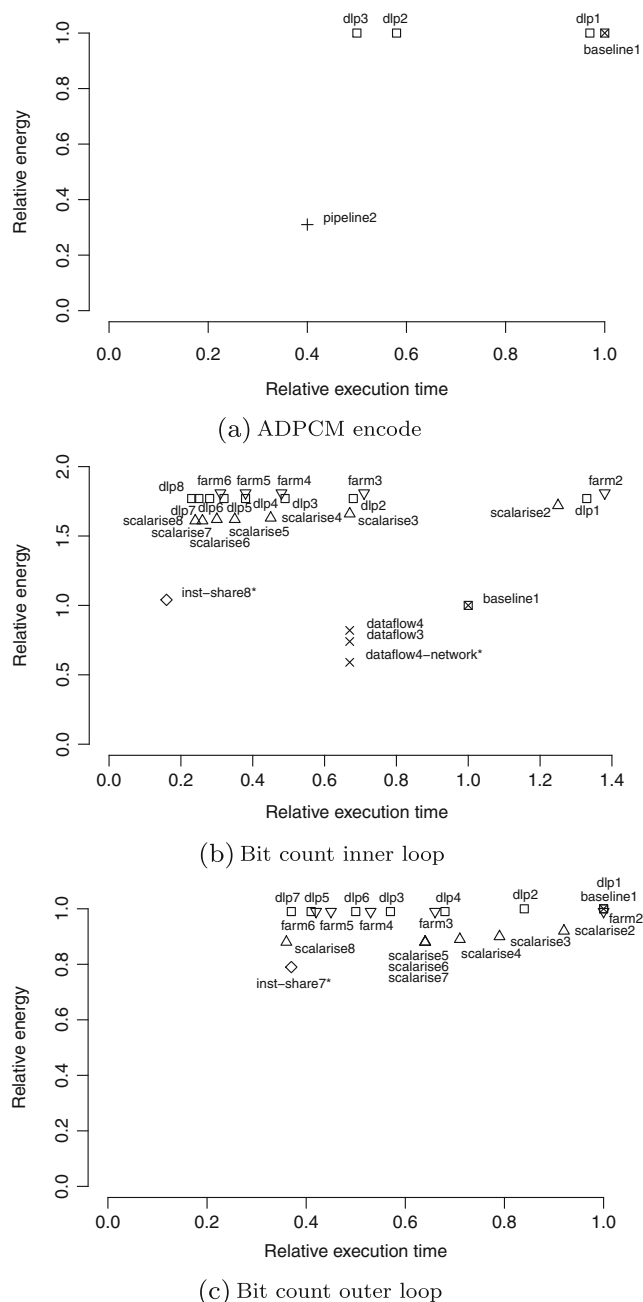 dlp3 dlp2 dlp1
baseline1
pipeline2
Relative energy
0.0 0.2 0.4 0.6 0.8 1.0
0.0 0.2 0.4 0.6 0.8 1.0
Relative execution time
(a) ADPCM encode
farm6 farm5 farm4 farm3 farm2
dlp8
dlp7 dlp6 dlp5 dlp4 dlp3 dlp2 dlp1
scalarise8 scalarise7 scalarise6 scalarise5 scalarise4 scalarise3 scalarise2
inst-share8*
baseline1
dataflow4
dataflow3
dataflow4-network*
Relative energy
0.0 0.5 1.0 1.5 2.0
0.0 0.2 0.4 0.6 0.8 1.0 1.2 1.4
Relative execution time
(b) Bit count inner loop
dlp1
dlp7 dlp5 dlp6 dlp3 dlp4 dlp2 baseline1
farm6 farm5 farm4 farm3 farm2
scalarise8 scalarise4 scalarise3 scalarise2
scalarise5
scalarise6
scalarise7
inst-share7*
Relative energy
0.0 0.2 0.4 0.6 0.8 1.0
0.0 0.2 0.4 0.6 0.8 1.0
Relative execution time
(c) Bit count outer loop